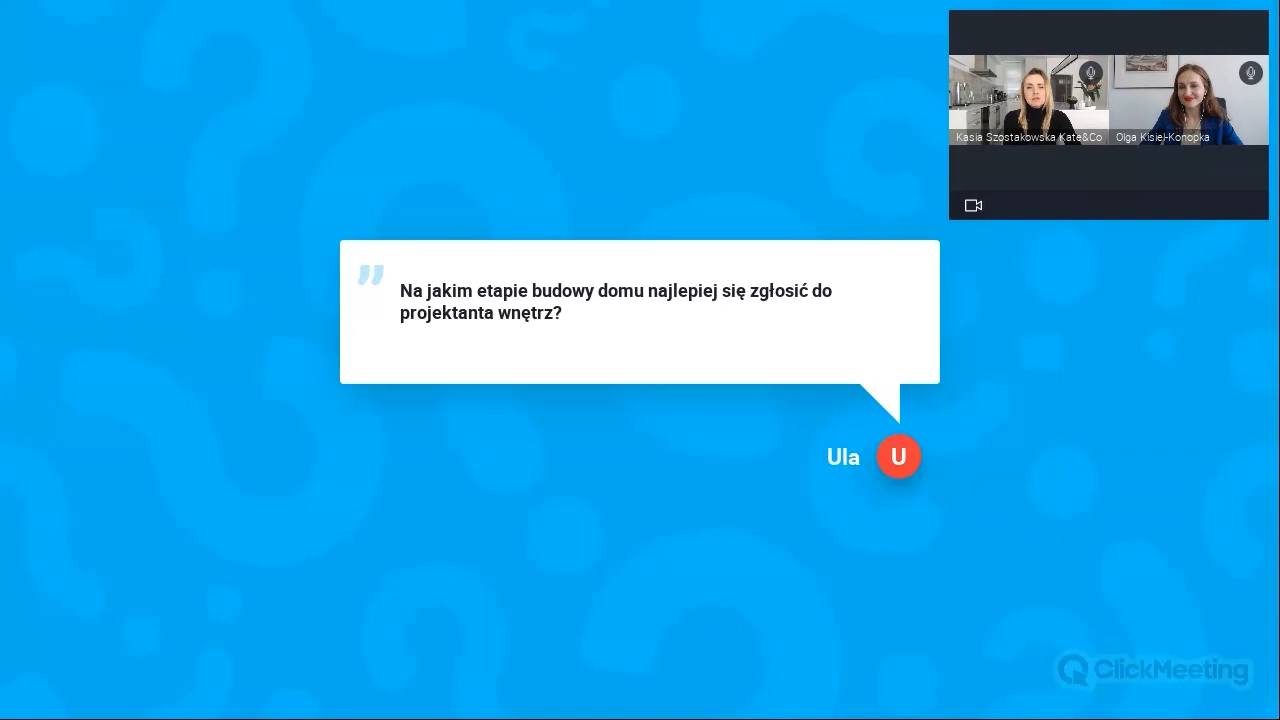 Kasia Szostakowska Kate&Co
Olga Kisiel-Konopka
Na jakim etapie budowy domu najlepiej się zgłosić do
projektanta wnętrz?
Ula
U
ClickMeeting